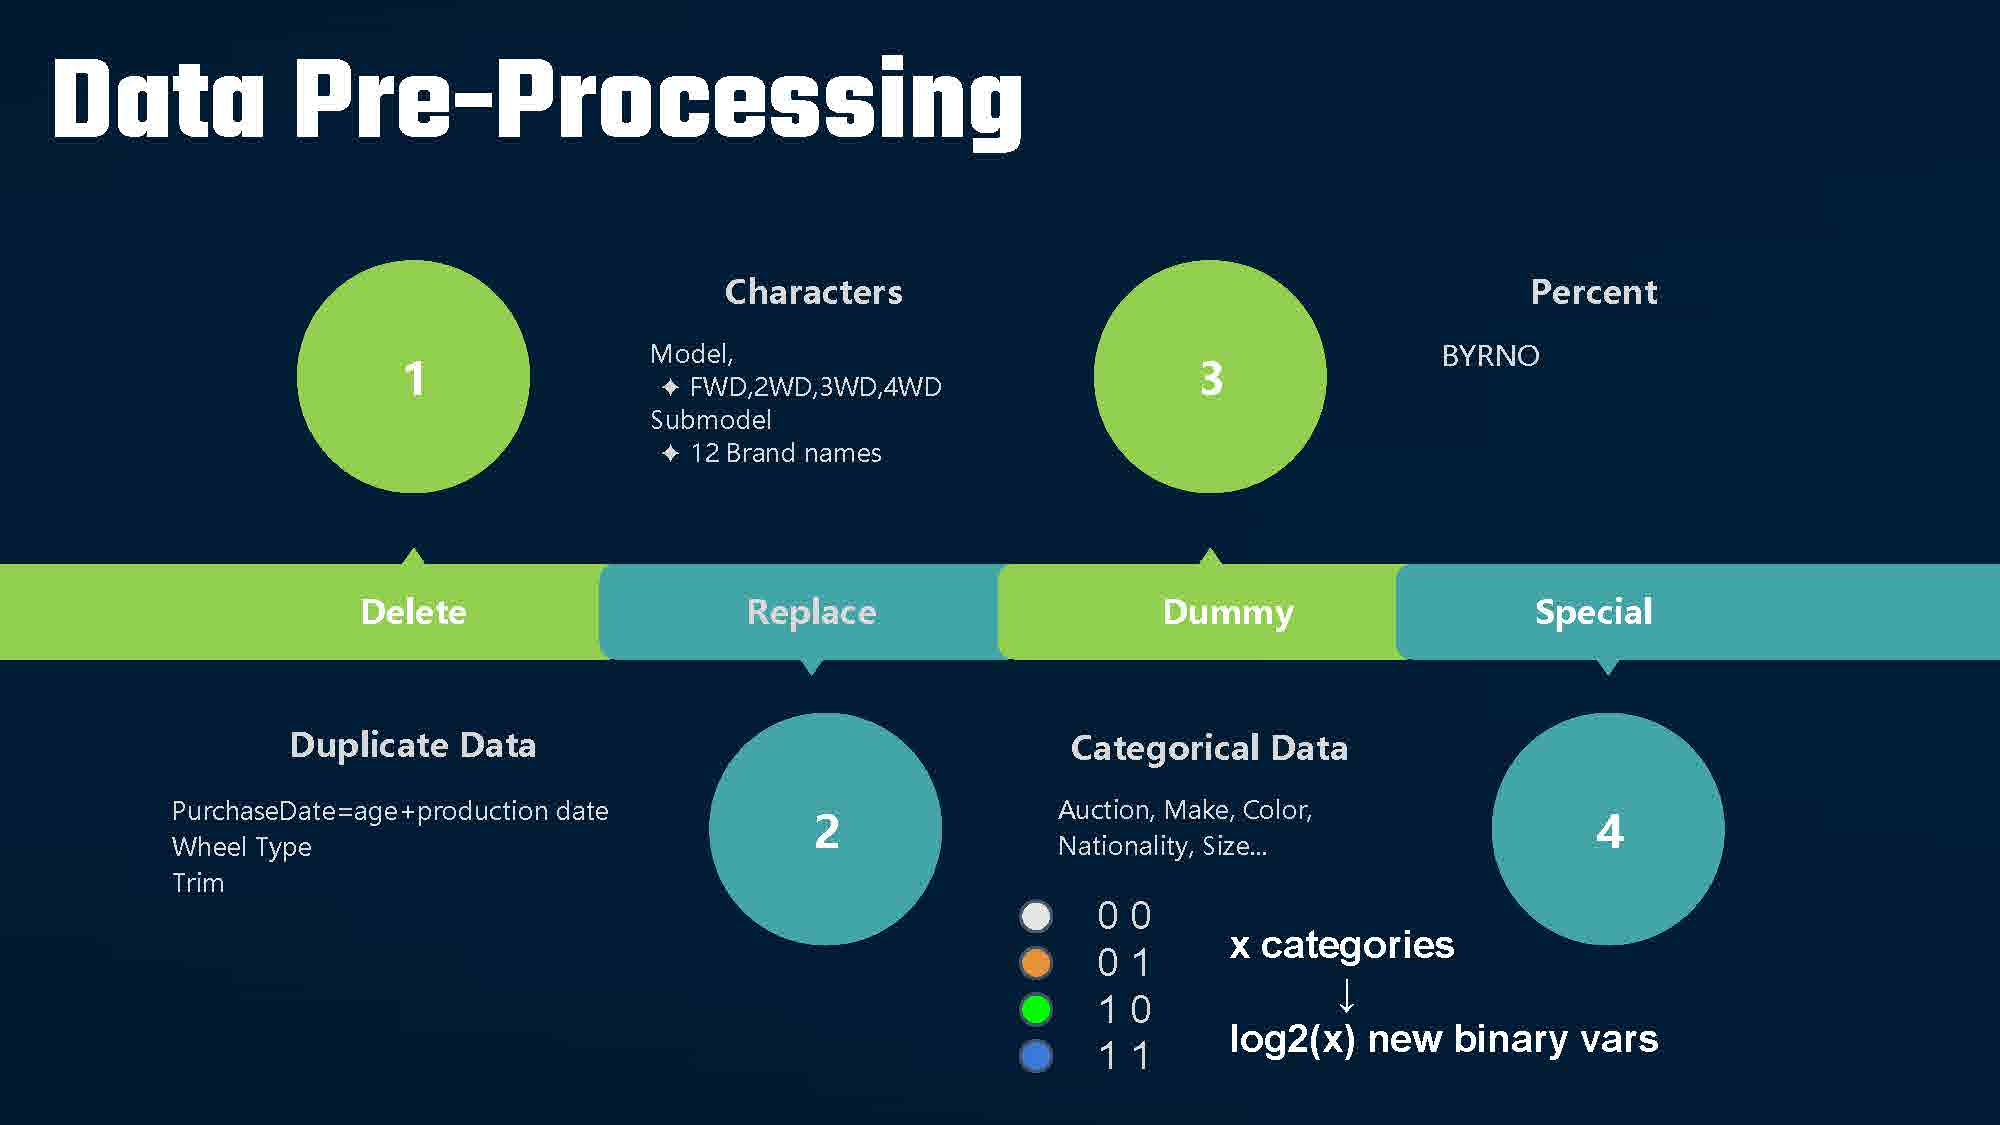 Data Pre-Processing
1
Characters
Model,
✦ FWD,2WD,3WD,4WD
Submodel
✦ 12 Brand names
3
Percent
BYRNO
Delete
Replace
Dummy
Special
Duplicate Data
PurchaseDate=age+production date
Wheel Type
Trim
2
Categorical Data
Auction, Make, Color,
Nationality, Size...
4
0 0
0 1
1 0
1 1
x categories
↓
log2(x) new binary vars